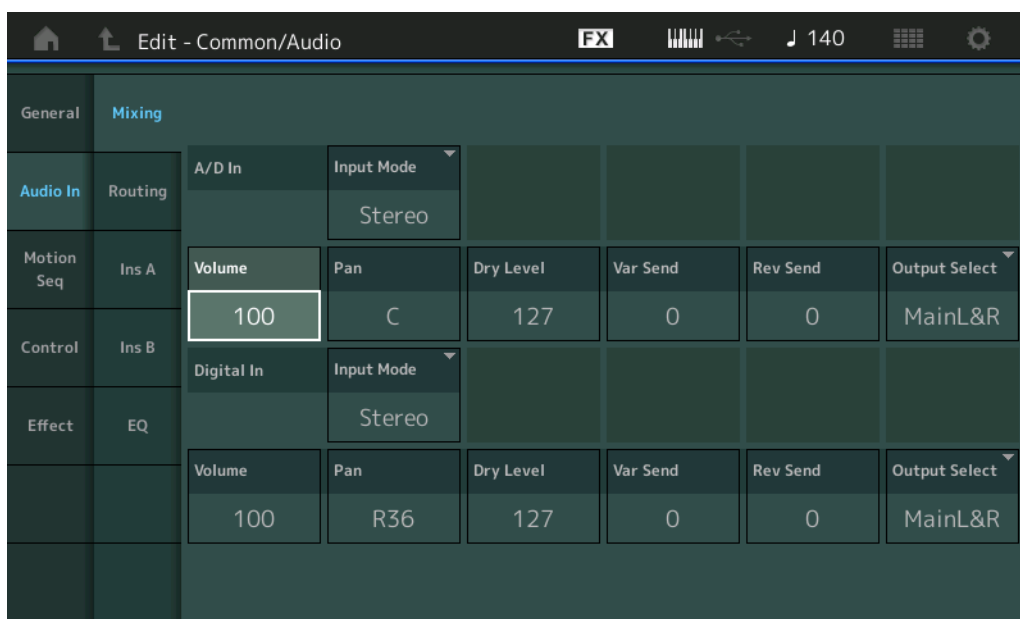 Edit - Common/Audio FX 140
General Mixing
Audio In Routing
A/D In Input Mode
Stereo
Motion Seq Ins A
Volume Pan Dry Level Var Send Rev Send Output Select
100 C 127 0 0 MainL&R
Control Ins B
Digital In Input Mode
Stereo
Effect EQ
Volume Pan Dry Level Var Send Rev Send Output Select
100 R36 127 0 0 MainL&R